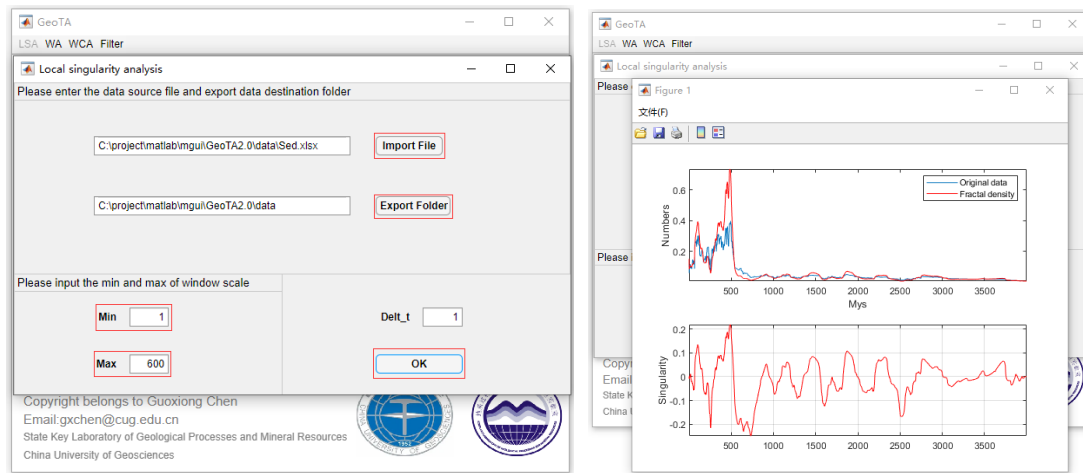 GeoTA
LSA WA WCA Filter
Local singularity analysis
Please enter the data source file and export data destination folder
C:\project\matlab\mgui\GeoTA2.0\data\Sed.xlsx
Import File
C:\project\matlab\mgui\GeoTA2.0\data
Export Folder
Please input the min and max of window scale
Min 1
Delt_t 1
Max 600
OK
Copyright belongs to Guoxiong Chen
Email:gxchen@cug.edu.cn
State Key Laboratory of Geological Processes and Mineral Resources
China University of Geosciences
1952
GeoTA
LSA WA WCA Filter
Local singularity analysis
Please
Figure 1
文件(F)
Original data
Fractal density
0.6
0.4
0.2
Numbers
500 1000 1500 2000 2500 3000 3500
Mys
Please
0.2
0.1
0
-0.1
-0.2
Singularity
500 1000 1500 2000 2500 3000 3500
Copy
Email
State K
China